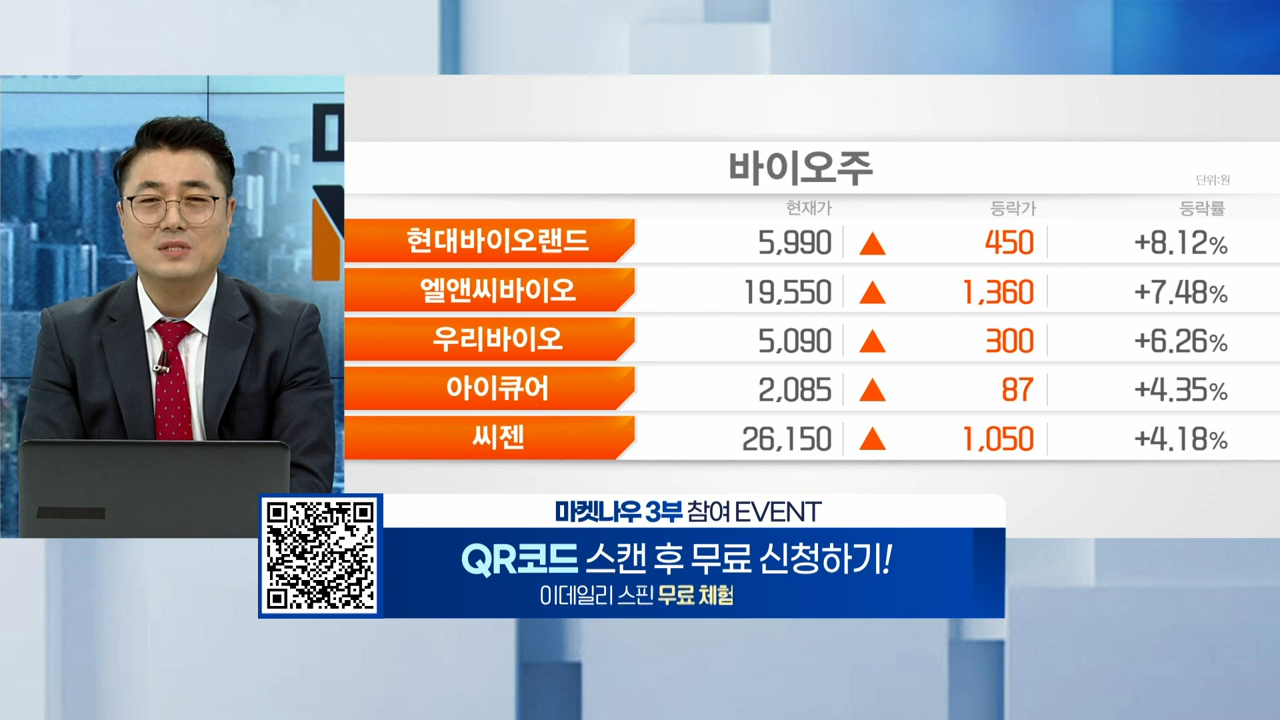 바이오주
단위:원
현재가 등락가 등락률
현대바이오랜드 5,990 ▲ 450 +8.12%
엘앤씨바이오 19,550 ▲ 1,360 +7.48%
우리바이오 5,090 ▲ 300 +6.26%
아이큐어 2,085 ▲ 87 +4.35%
씨젠 26,150 ▲ 1,050 +4.18%
마켓나우 3부 참여 EVENT
QR코드 스캔 후 무료 신청하기!
이데일리 스핀 무료 체험